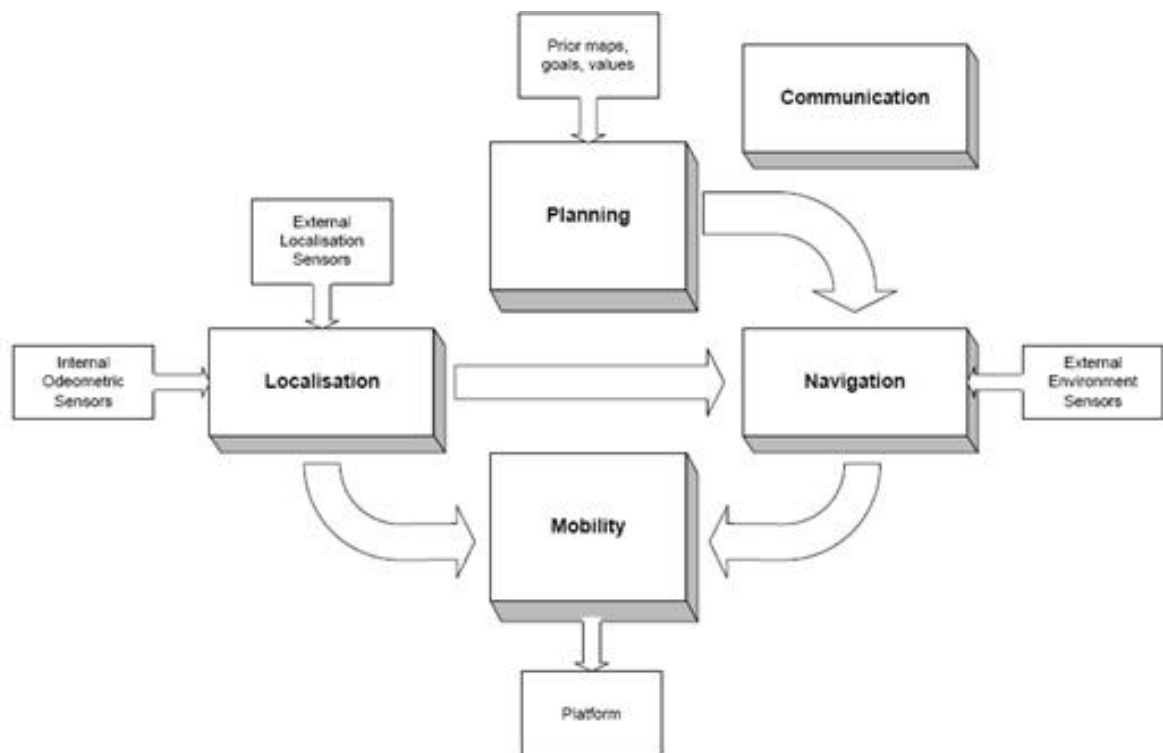 Prior maps,
goals, values
Communication
Planning
External
Localisation
Sensors
Internal
Odeometric
Sensors
Localisation
Navigation
External
Environment
Sensors
Mobility
Platform